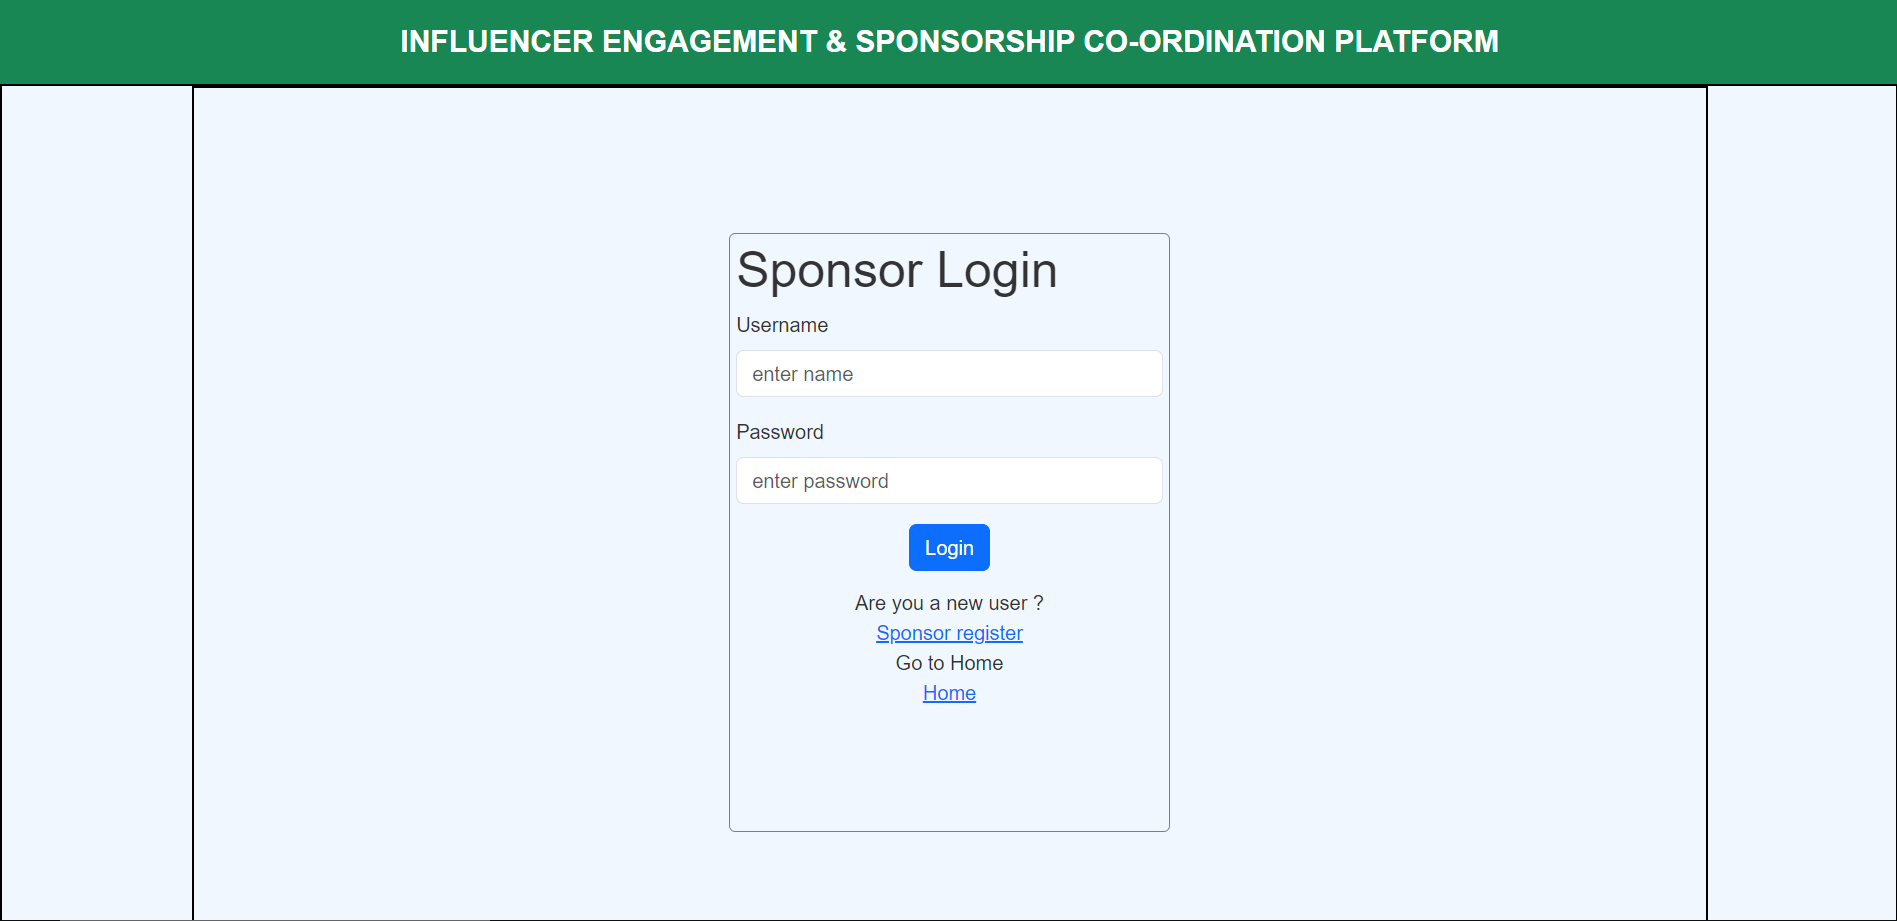 INFLUENCER ENGAGEMENT & SPONSORSHIP CO-ORDINATION PLATFORM
Sponsor Login
Username
enter name
Password
enter password
Login
Are you a new user ?
Sponsor register
Go to Home
Home